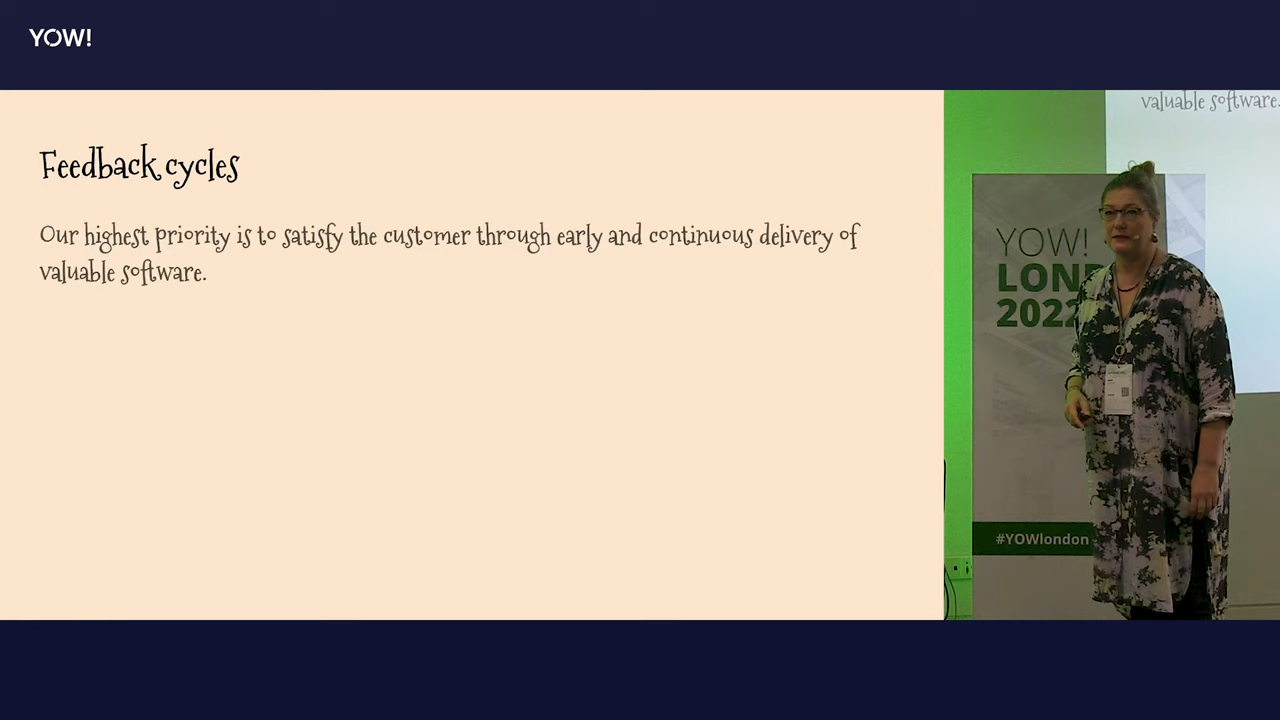 YOW!
Feedback cycles
Our highest priority is to satisfy the customer through early and continuous delivery of
valuable software.
valuable software.
YOW!
LOND
2022
#YOWlondon